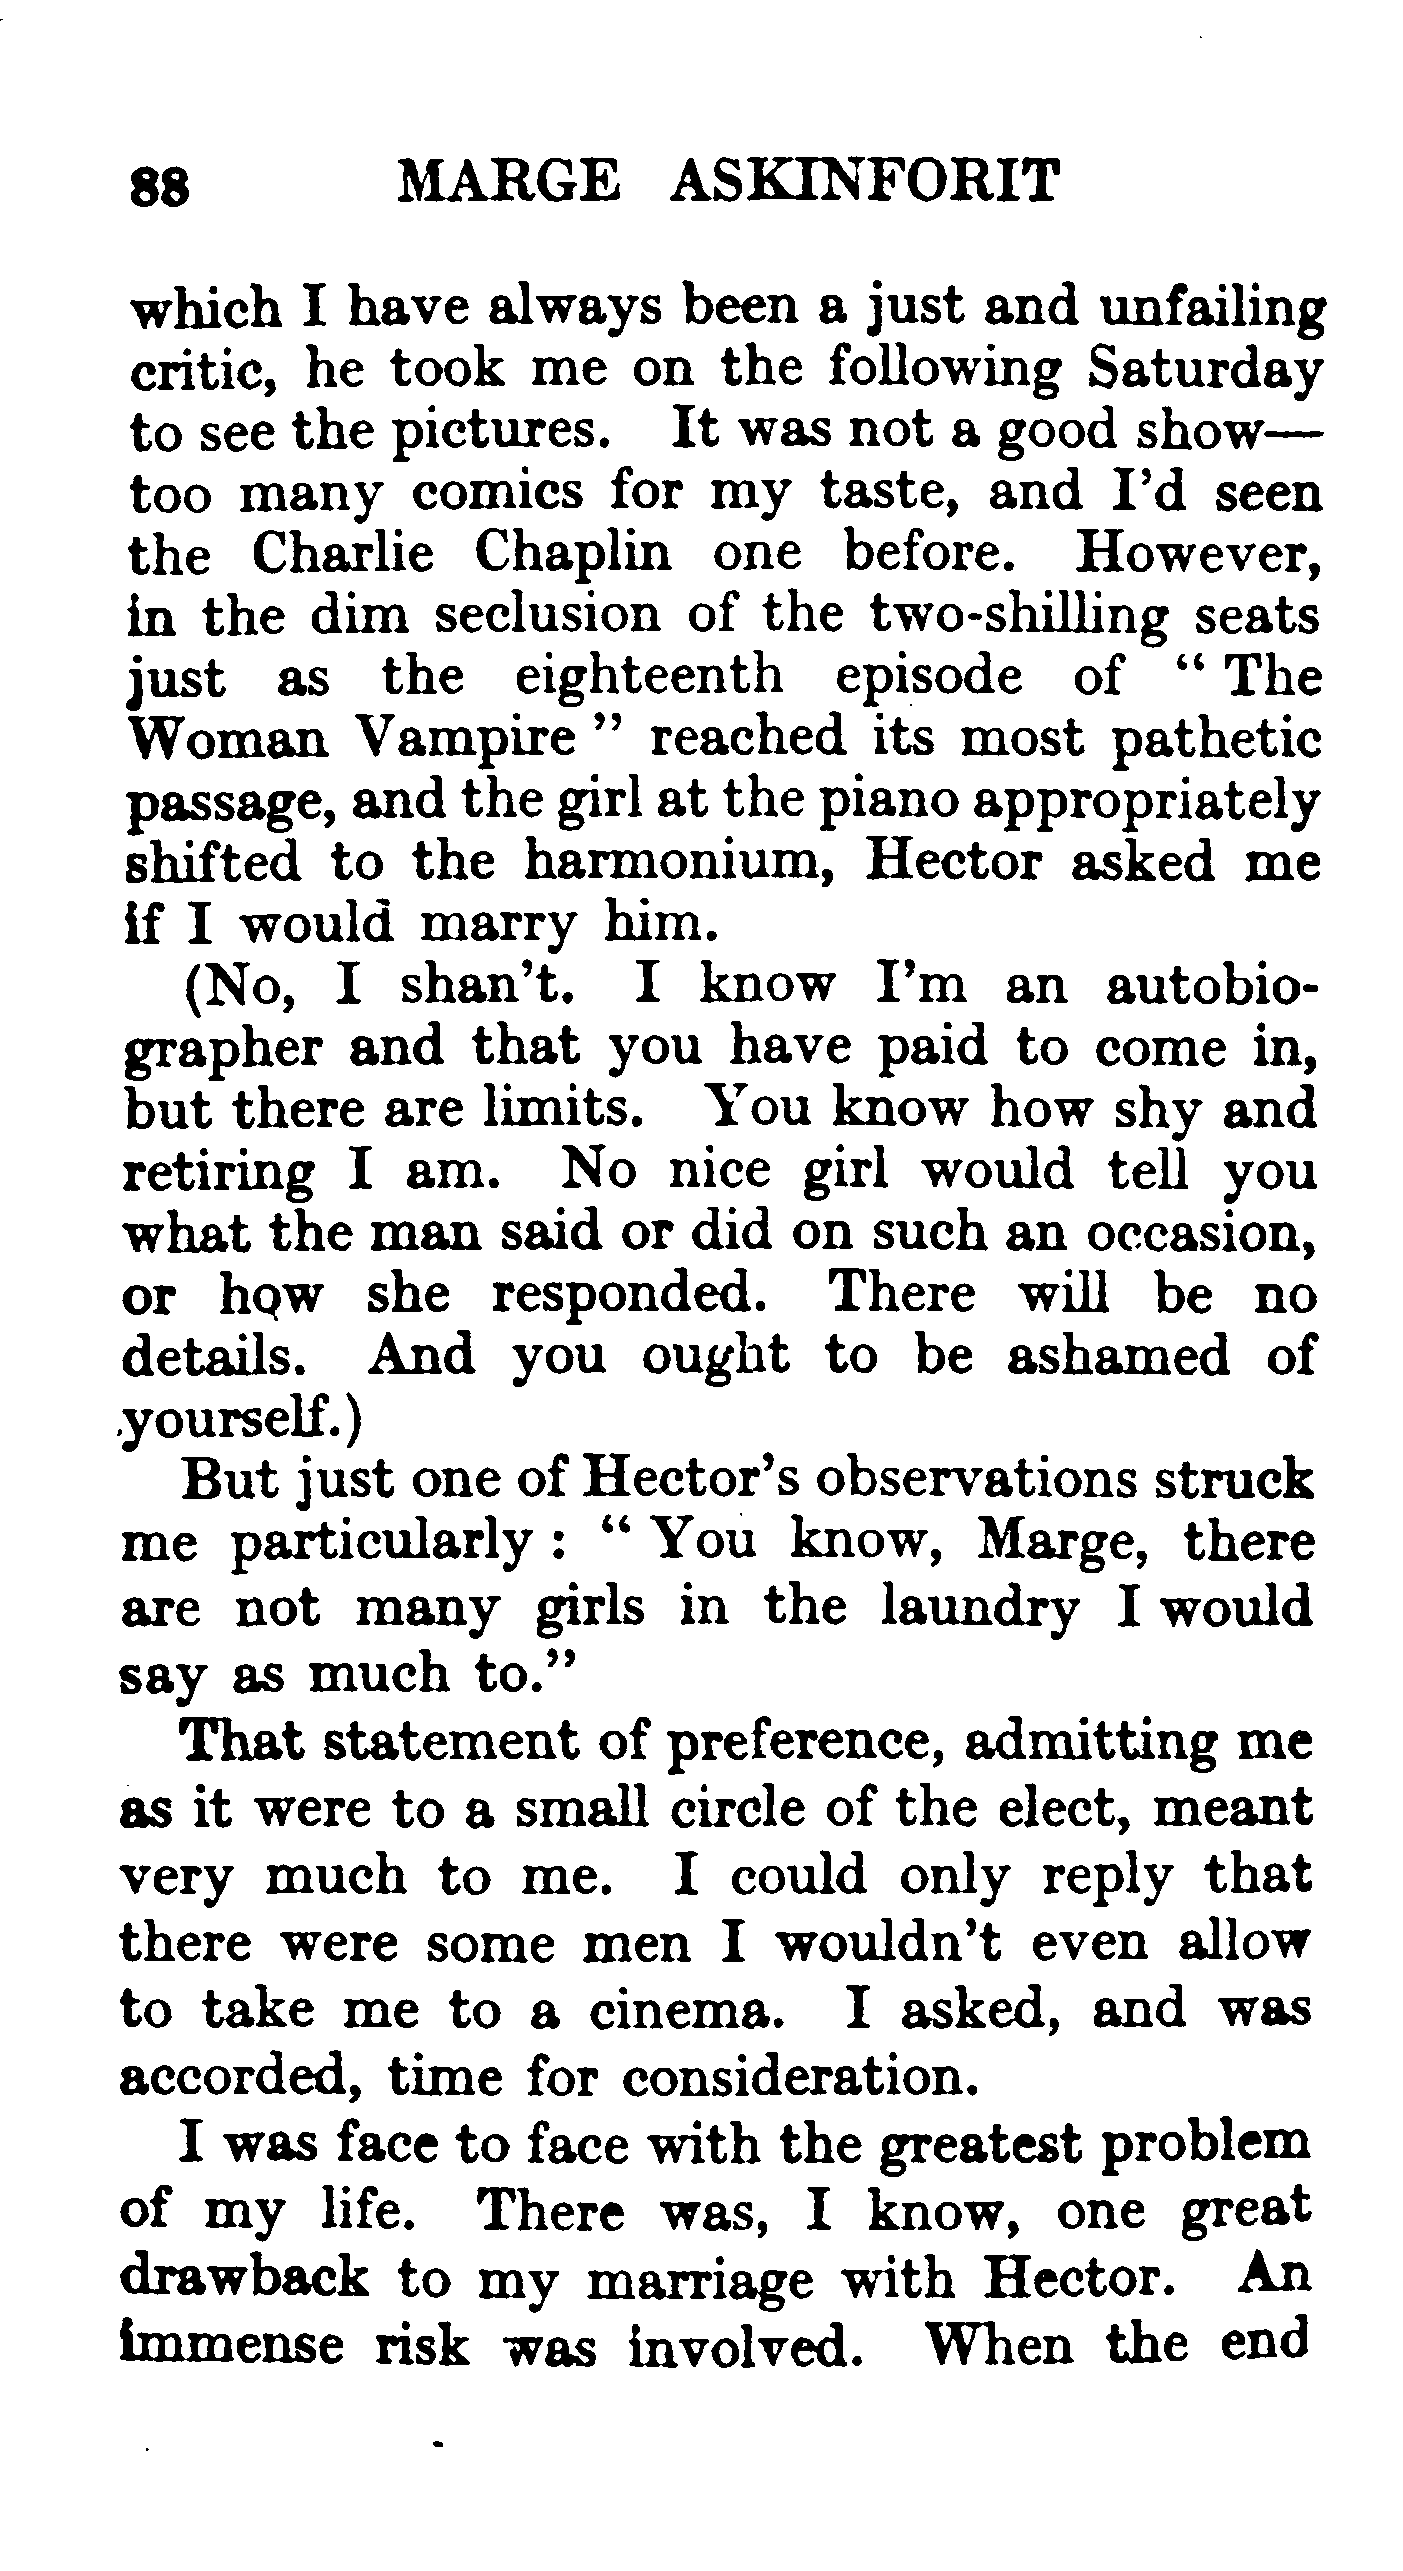 88 MARGE ASKINFORIT
which I have always been a just and unfailing
critic, he took me on the following Saturday
to see the pictures. It was not a good show—
too many comics for my taste, and I'd seen
the Charlie Chaplin one before. However,
in the dim seclusion of the two-shilling seats
just as the eighteenth episode of “ The
Woman Vampire ” reached its most pathetic
passage, and the girl at the piano appropriately
shifted to the harmonium, Hector asked me
if I would marry him.
(No, I shan't. I know I'm an autobio-
grapher and that you have paid to come in,
but there are limits. You know how shy and
retiring I am. No nice girl would tell you
what the man said or did on such an occasion,
or how she responded. There will be no
details. And you ought to be ashamed of
yourself.)
But just one of Hector's observations struck
me particularly : “ You know, Marge, there
are not many girls in the laundry I would
say as much to.”
That statement of preference, admitting me
as it were to a small circle of the elect, meant
very much to me. I could only reply that
there were some men I wouldn't even allow
to take me to a cinema. I asked, and was
accorded, time for consideration.
I was face to face with the greatest problem
of my life. There was, I know, one great
drawback to my marriage with Hector. An
immense risk was involved. When the end